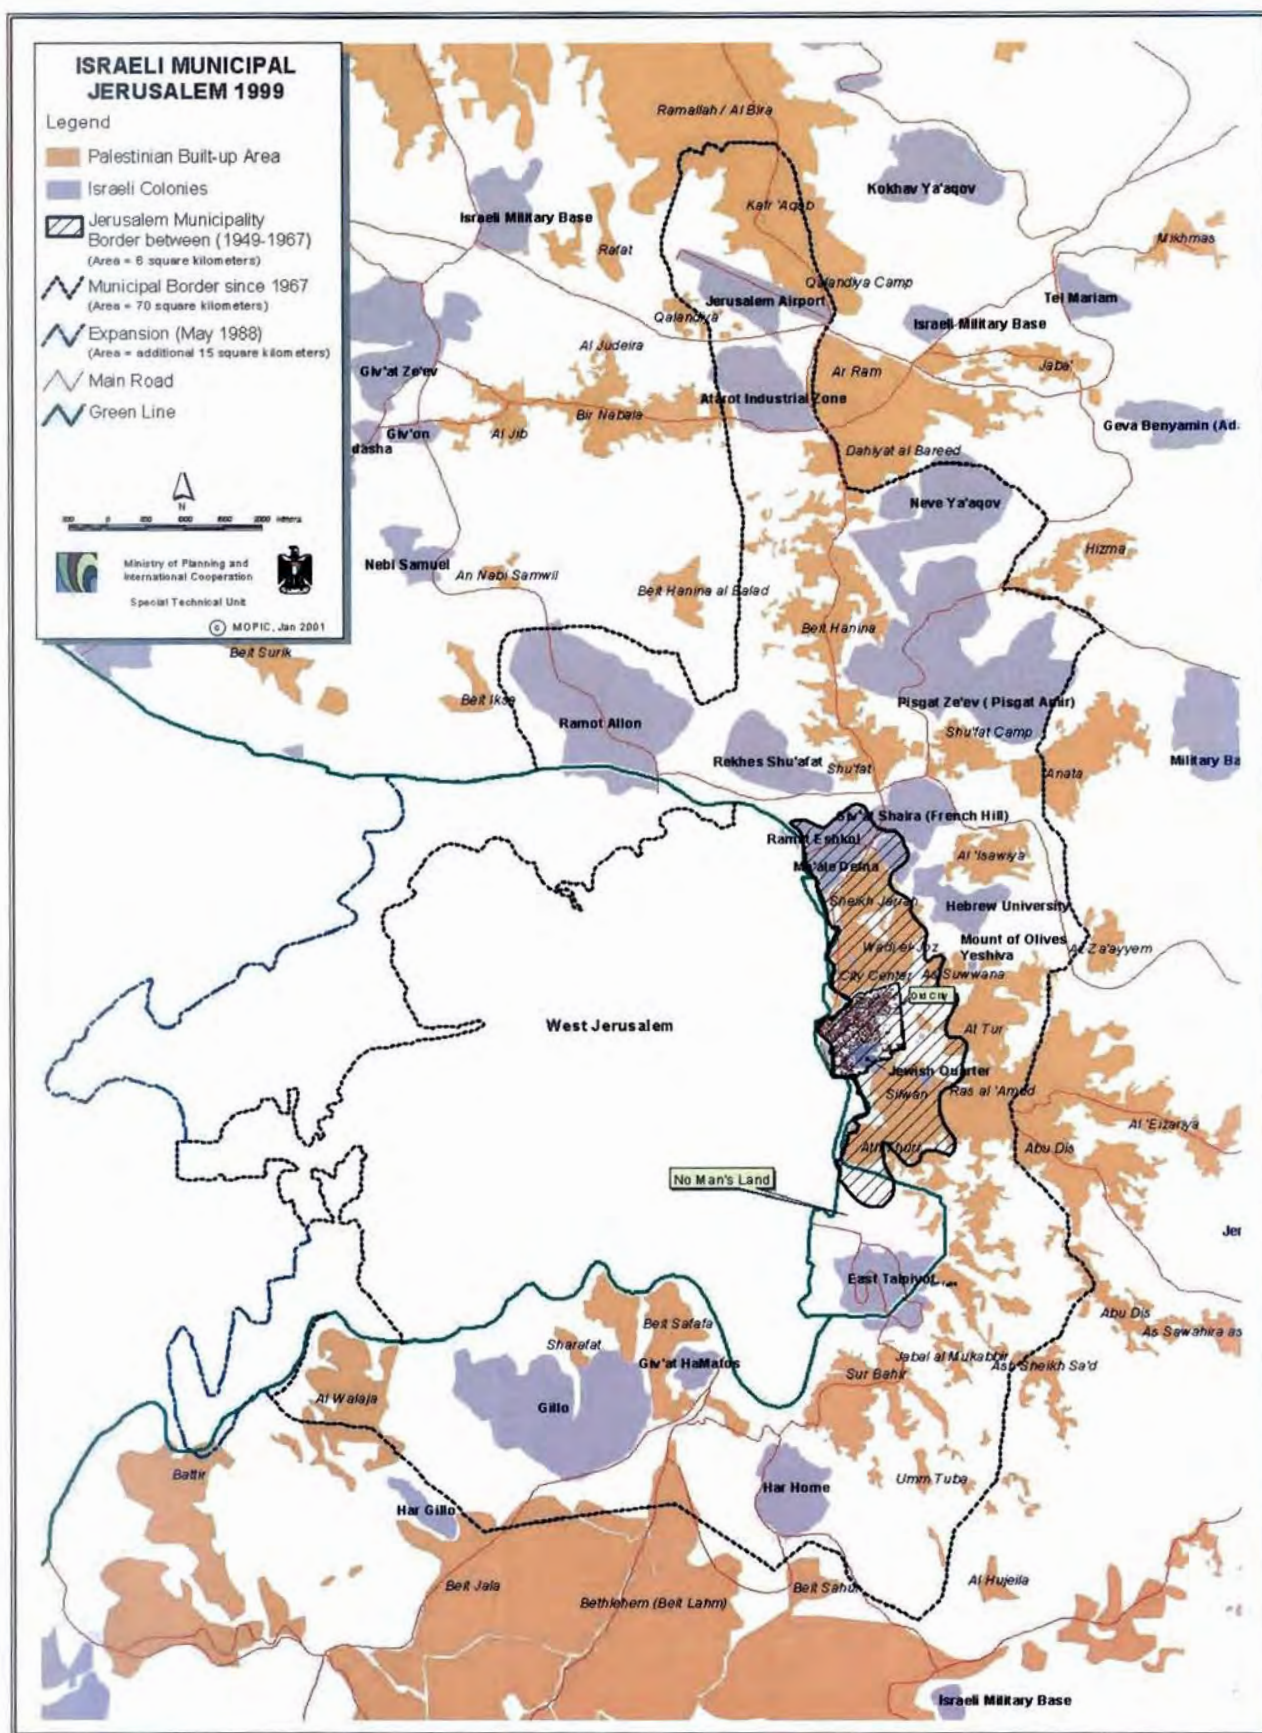 ISRAELI MUNICIPAL
JERUSALEM 1999
Legend
Palestinian Built-up Area
Israeli Colonies
Jerusalem Municipality
Border between (1949-1967)
(Area = 6 square kilometers)
Municipal Border since 1967
(Area = 70 square kilometers)
Expansion (May 1988)
(Area = additional 15 square kilometers)
Main Road
Green Line
N
Ministry of Planning and
International Cooperation
Special Technical Unit
© MOPIC, Jan 2001
Ramallah / Al Bira
Kokhav Ya'aqov
Kafr 'Aqab
Israeli Military Base
Rafat
Mikhmas
Qalandiya Camp
Jerusalem Airport
Tel Mariam
Qalandiya
Israeli Military Base
Al Judeira
Giv'at Ze'ev
Ar Ram
Jaba'
Atarot Industrial Zone
Bir Nabala
Geva Benyamin (Ad
Giv'on
Al Jib
dasha
Dahiyat al Bareed
Neve Ya'aqov
Hizma
Nebi Samuel
An Nabi Samwil
Beit Hanina al Balad
Beit Hanina
Beit Surik
Beit Iksa
Pisgat Ze'ev ( Pisgat Amir)
Ramot Allon
Shu'fat Camp
Rekhes Shu'afat
Shu'fat
Anata
Military Ba
Giv'at Shaira (French Hill)
Ramat Eshkol
Al 'Isawiya
Ma'ale Defna
Sheikh Jarrah
Hebrew University
Mount of Olives
Yeshiva
Wadi el-Joz
Az Za'ayyem
City Center
As Suwwana
Old City
West Jerusalem
At Tur
Jewish Quarter
Silwan
Ras al 'Amud
Al 'Eizariya
Abu Dis
Ath Thuri
No Man's Land
Jer
East Talpiyot
Abu Dis
As Sawahira as
Beit Safafa
Sharafat
Giv'at HaMatos
Jabal al Mukabbir
Ash Sheikh Sa'd
Sur Bahir
Al Walaja
Gillo
Battir
Umm Tuba
Har Home
Har Gillo
Al Hujeila
Beit Jala
Beit Sahur
Bethlehem (Beit Lahm)
Israeli Military Base